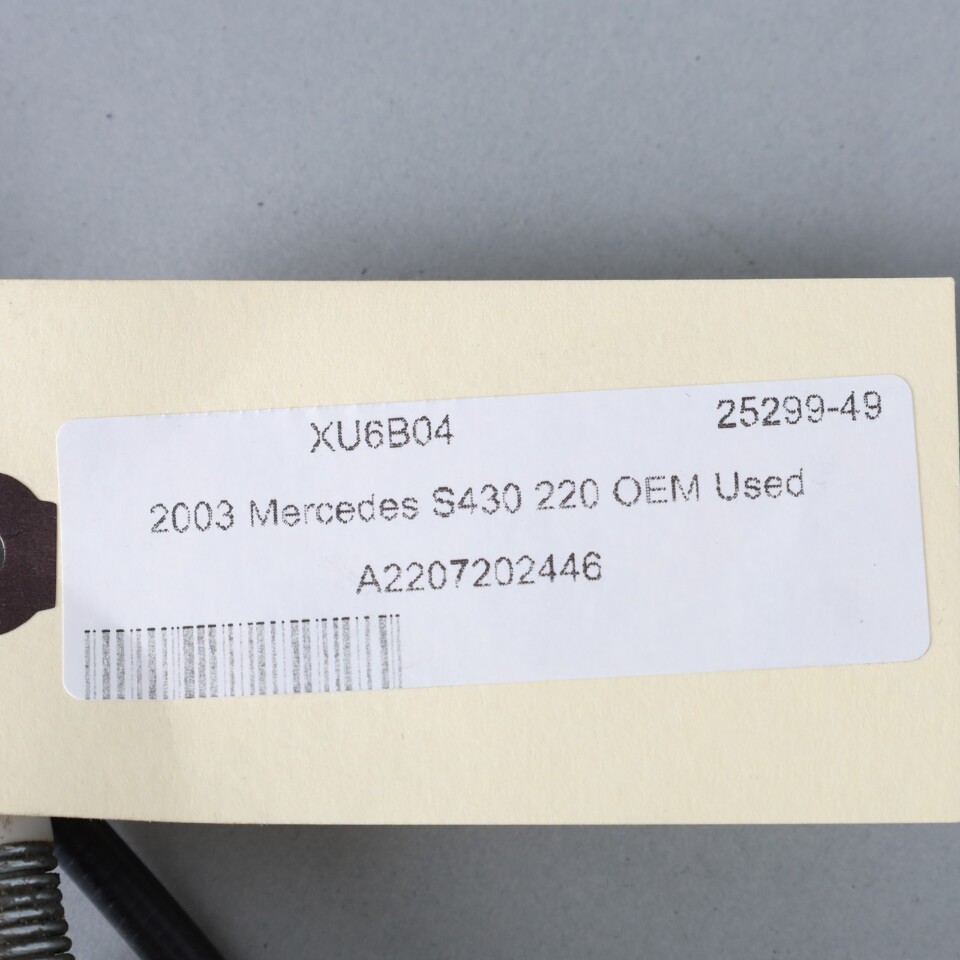 XU6B04 25299-49
2003 Mercedes S430 220 OEM Used
A2207202446